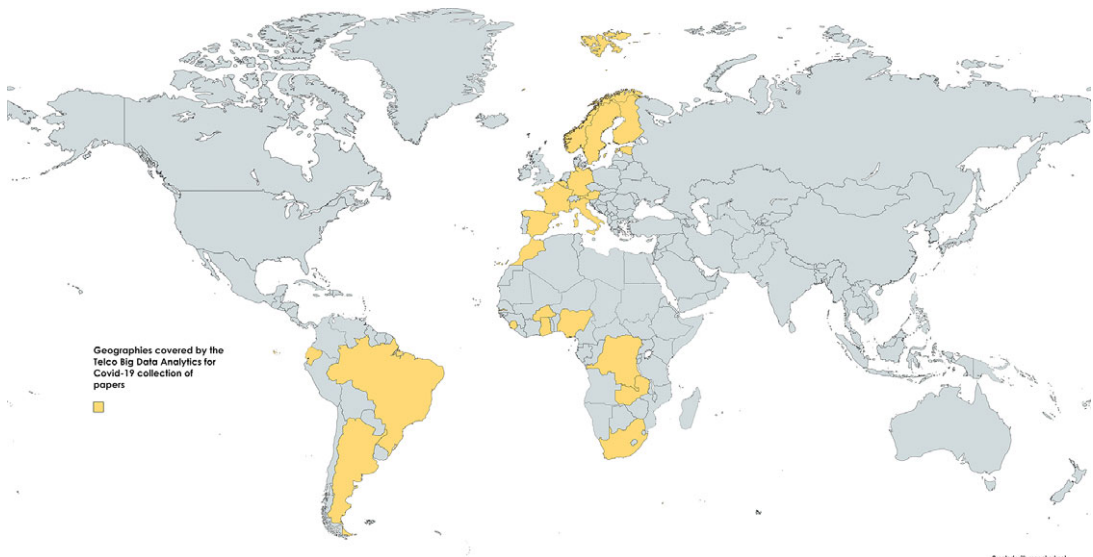 Geographies covered by the
Telco Big Data Analytics for
Covid-19 collection of
papers